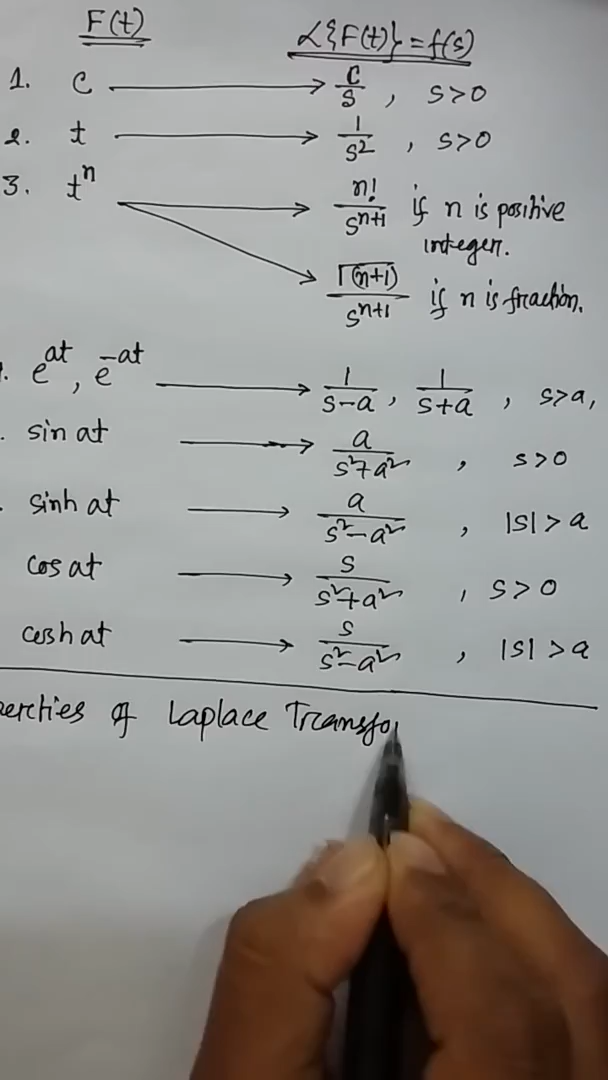 F(t) ℒ{F(t)} = f(s)
1. c ⟶ c/s , s>0
2. t ⟶ 1/s² , s>0
3. tⁿ ⟶ n!/sⁿ⁺¹ if n is positive
integer.
⟶ Γ(n+1)/sⁿ⁺¹ if n is fraction.
. e^at, e^-at ⟶ 1/(s-a), 1/(s+a) , s>a,
. sin at ⟶ a/(s²+a²) , s>0
. sinh at ⟶ a/(s²-a²) , |s|>a
cos at ⟶ s/(s²+a²) , s>0
cosh at ⟶ s/(s²-a²) , |s|>a
perties of Laplace Transfo